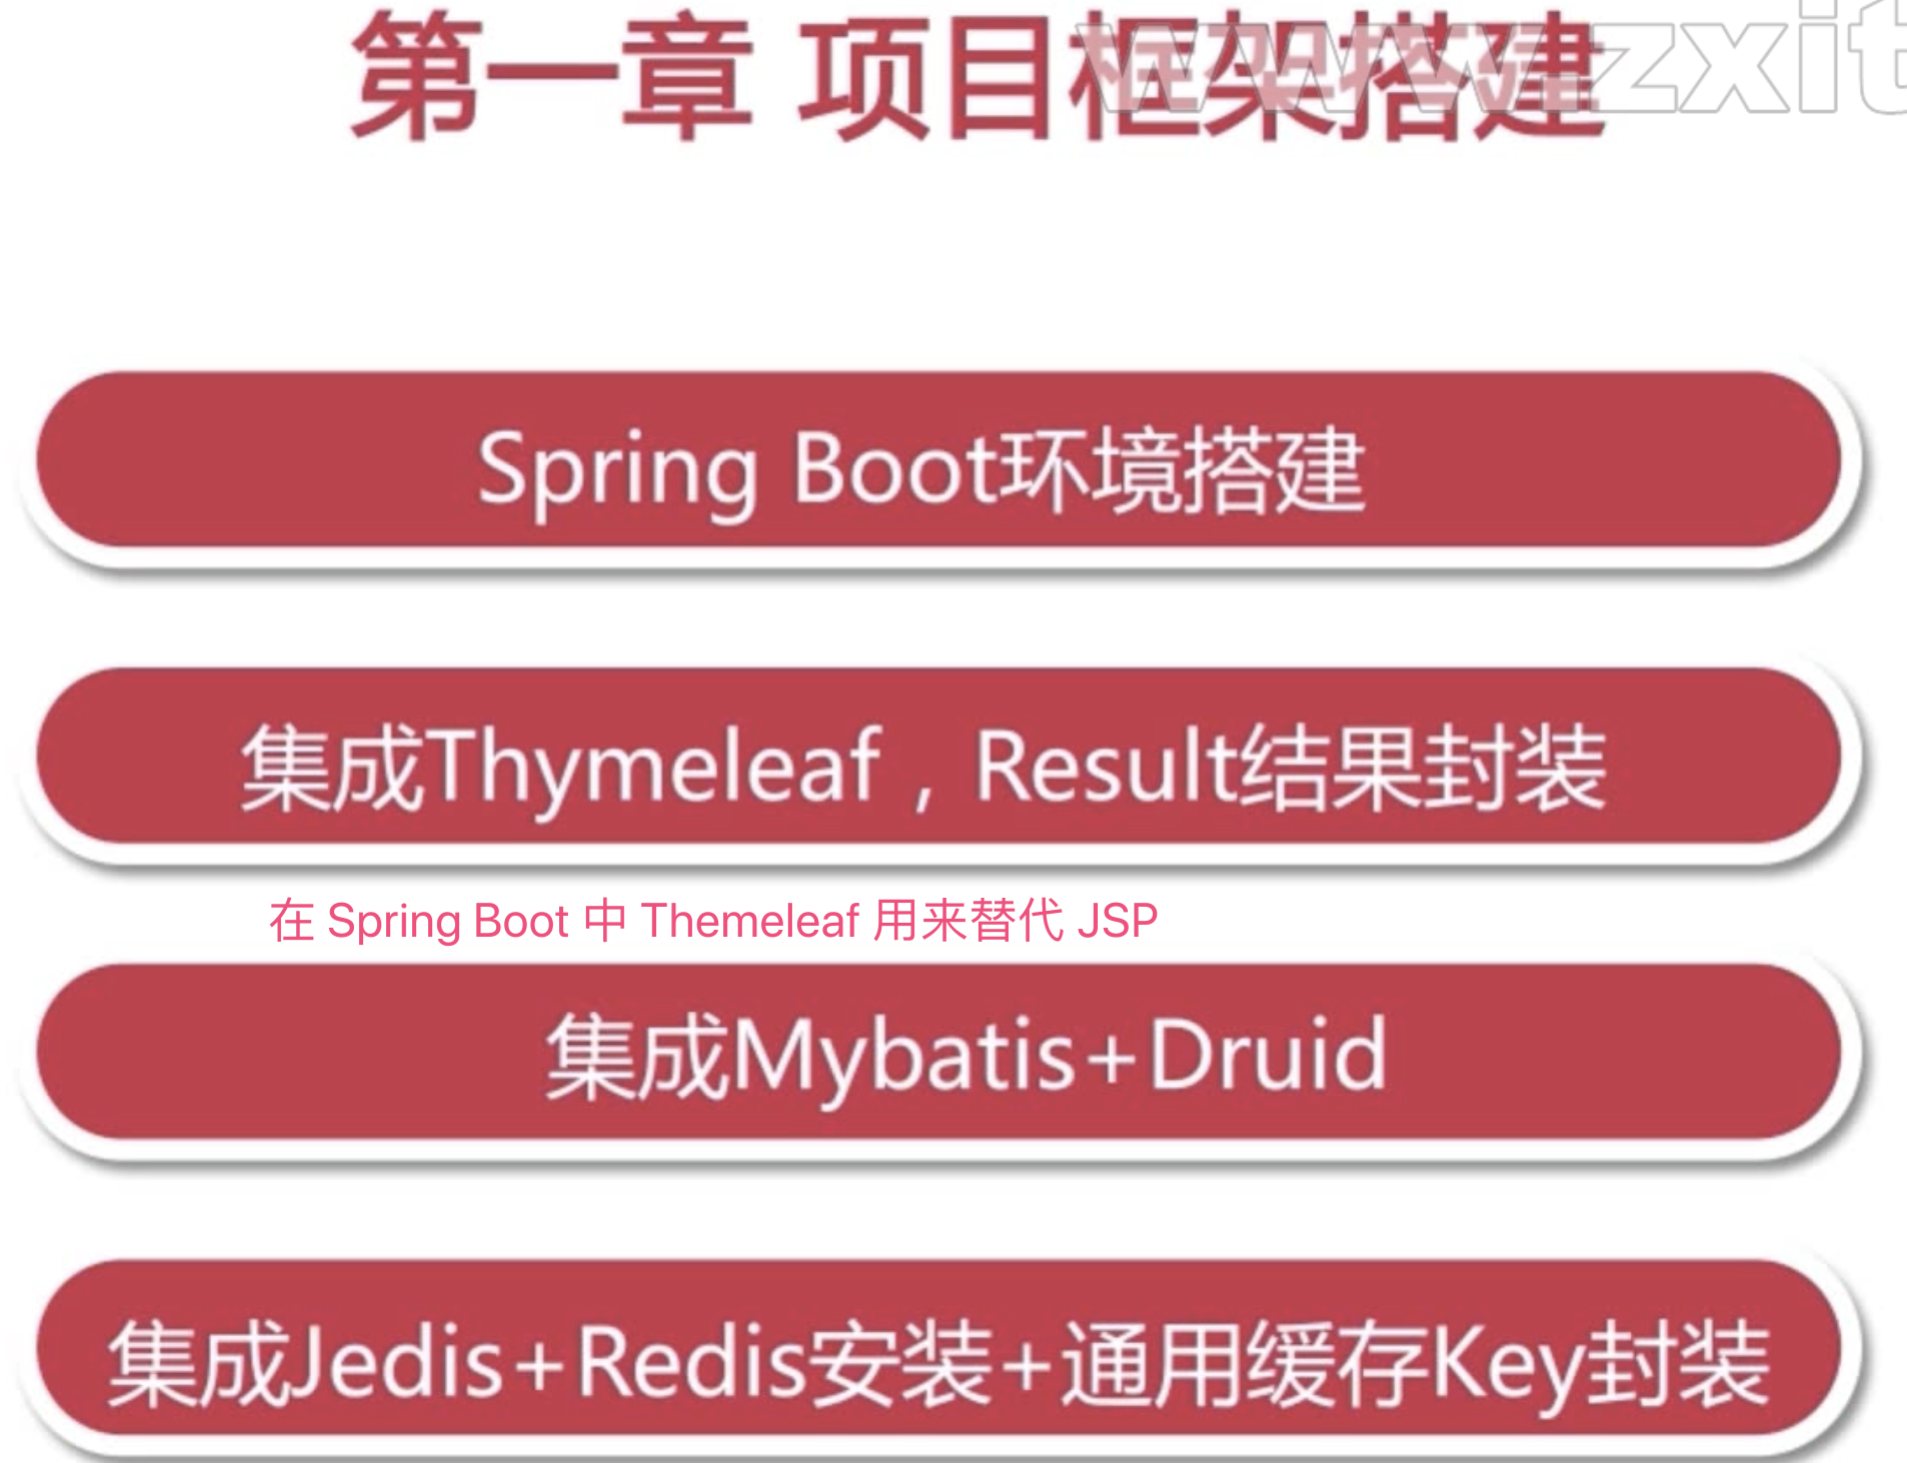 第一章 项目框架搭建
www.zxit
Spring Boot环境搭建
集成Thymeleaf，Result结果封装
在 Spring Boot 中 Themeleaf 用来替代 JSP
集成Mybatis+Druid
集成Jedis+Redis安装+通用缓存Key封装